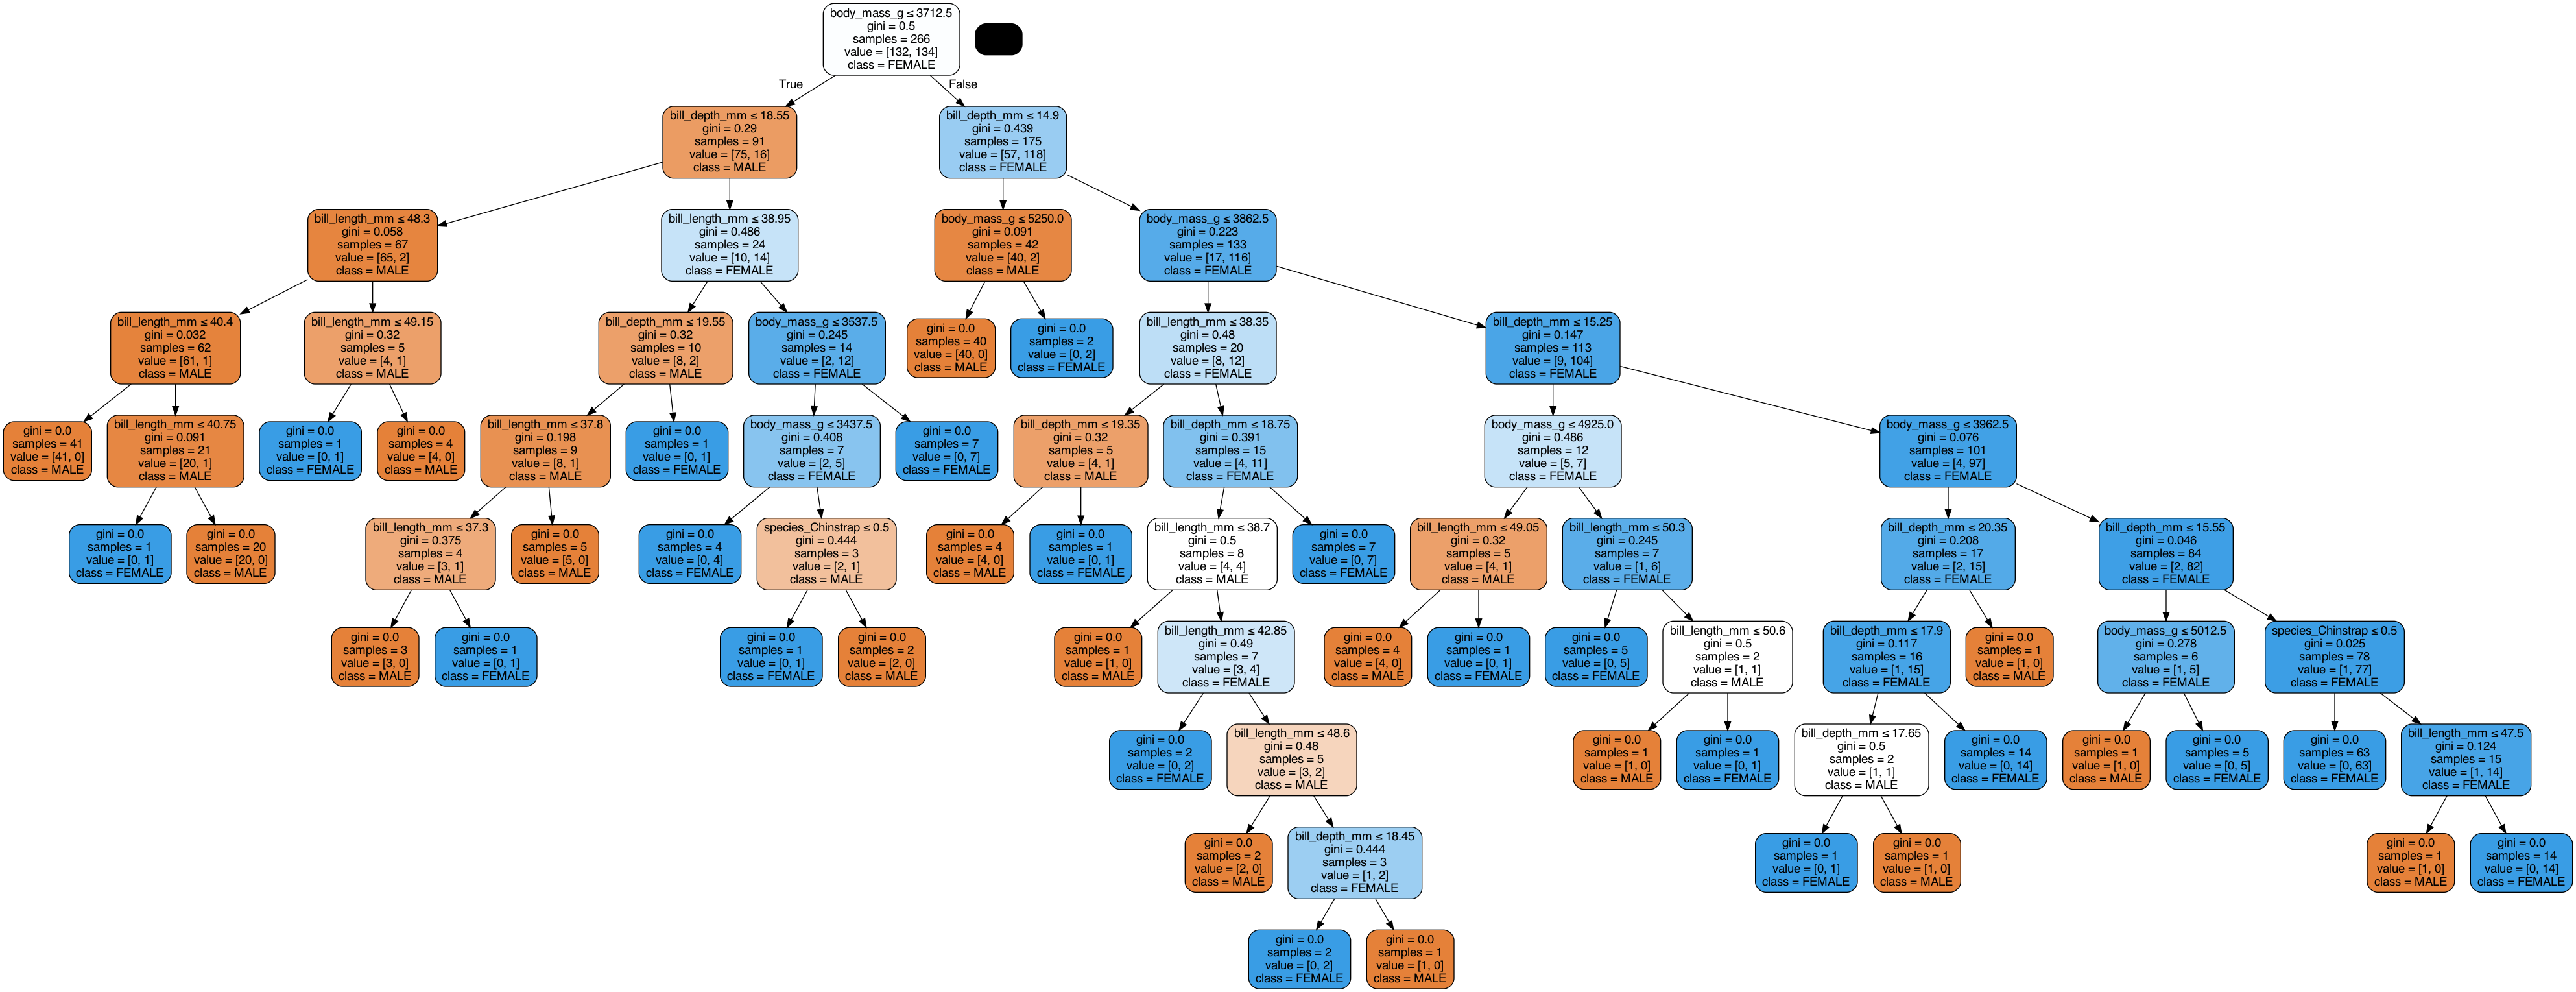 body_mass_g ≤ 3712.5
gini = 0.5
samples = 266
value = [132, 134]
class = FEMALE
True
False
bill_depth_mm ≤ 18.55
gini = 0.29
samples = 91
value = [75, 16]
class = MALE
bill_depth_mm ≤ 14.9
gini = 0.439
samples = 175
value = [57, 118]
class = FEMALE
bill_length_mm ≤ 48.3
gini = 0.058
samples = 67
value = [65, 2]
class = MALE
bill_length_mm ≤ 38.95
gini = 0.486
samples = 24
value = [10, 14]
class = FEMALE
body_mass_g ≤ 5250.0
gini = 0.091
samples = 42
value = [40, 2]
class = MALE
body_mass_g ≤ 3862.5
gini = 0.223
samples = 133
value = [17, 116]
class = FEMALE
bill_length_mm ≤ 40.4
gini = 0.032
samples = 62
value = [61, 1]
class = MALE
bill_length_mm ≤ 49.15
gini = 0.32
samples = 5
value = [4, 1]
class = MALE
bill_depth_mm ≤ 19.55
gini = 0.32
samples = 10
value = [8, 2]
class = MALE
body_mass_g ≤ 3537.5
gini = 0.245
samples = 14
value = [2, 12]
class = FEMALE
gini = 0.0
samples = 40
value = [40, 0]
class = MALE
gini = 0.0
samples = 2
value = [0, 2]
class = FEMALE
bill_length_mm ≤ 38.35
gini = 0.48
samples = 20
value = [8, 12]
class = FEMALE
bill_depth_mm ≤ 15.25
gini = 0.147
samples = 113
value = [9, 104]
class = FEMALE
gini = 0.0
samples = 41
value = [41, 0]
class = MALE
bill_length_mm ≤ 40.75
gini = 0.091
samples = 21
value = [20, 1]
class = MALE
gini = 0.0
samples = 1
value = [0, 1]
class = FEMALE
gini = 0.0
samples = 4
value = [4, 0]
class = MALE
bill_length_mm ≤ 37.8
gini = 0.198
samples = 9
value = [8, 1]
class = MALE
gini = 0.0
samples = 1
value = [0, 1]
class = FEMALE
body_mass_g ≤ 3437.5
gini = 0.408
samples = 7
value = [2, 5]
class = FEMALE
gini = 0.0
samples = 7
value = [0, 7]
class = FEMALE
bill_depth_mm ≤ 19.35
gini = 0.32
samples = 5
value = [4, 1]
class = MALE
bill_depth_mm ≤ 18.75
gini = 0.391
samples = 15
value = [4, 11]
class = FEMALE
body_mass_g ≤ 4925.0
gini = 0.486
samples = 12
value = [5, 7]
class = FEMALE
body_mass_g ≤ 3962.5
gini = 0.076
samples = 101
value = [4, 97]
class = FEMALE
gini = 0.0
samples = 1
value = [0, 1]
class = FEMALE
gini = 0.0
samples = 20
value = [20, 0]
class = MALE
bill_length_mm ≤ 37.3
gini = 0.375
samples = 4
value = [3, 1]
class = MALE
gini = 0.0
samples = 5
value = [5, 0]
class = MALE
gini = 0.0
samples = 4
value = [0, 4]
class = FEMALE
species_Chinstrap ≤ 0.5
gini = 0.444
samples = 3
value = [2, 1]
class = MALE
gini = 0.0
samples = 4
value = [4, 0]
class = MALE
gini = 0.0
samples = 1
value = [0, 1]
class = FEMALE
bill_length_mm ≤ 38.7
gini = 0.5
samples = 8
value = [4, 4]
class = MALE
gini = 0.0
samples = 7
value = [0, 7]
class = FEMALE
bill_length_mm ≤ 49.05
gini = 0.32
samples = 5
value = [4, 1]
class = MALE
bill_length_mm ≤ 50.3
gini = 0.245
samples = 7
value = [1, 6]
class = FEMALE
bill_depth_mm ≤ 20.35
gini = 0.208
samples = 17
value = [2, 15]
class = FEMALE
bill_depth_mm ≤ 15.55
gini = 0.046
samples = 84
value = [2, 82]
class = FEMALE
gini = 0.0
samples = 3
value = [3, 0]
class = MALE
gini = 0.0
samples = 1
value = [0, 1]
class = FEMALE
gini = 0.0
samples = 1
value = [0, 1]
class = FEMALE
gini = 0.0
samples = 2
value = [2, 0]
class = MALE
gini = 0.0
samples = 1
value = [1, 0]
class = MALE
bill_length_mm ≤ 42.85
gini = 0.49
samples = 7
value = [3, 4]
class = FEMALE
gini = 0.0
samples = 4
value = [4, 0]
class = MALE
gini = 0.0
samples = 1
value = [0, 1]
class = FEMALE
gini = 0.0
samples = 5
value = [0, 5]
class = FEMALE
bill_length_mm ≤ 50.6
gini = 0.5
samples = 2
value = [1, 1]
class = MALE
bill_depth_mm ≤ 17.9
gini = 0.117
samples = 16
value = [1, 15]
class = FEMALE
gini = 0.0
samples = 1
value = [1, 0]
class = MALE
body_mass_g ≤ 5012.5
gini = 0.278
samples = 6
value = [1, 5]
class = FEMALE
species_Chinstrap ≤ 0.5
gini = 0.025
samples = 78
value = [1, 77]
class = FEMALE
gini = 0.0
samples = 2
value = [0, 2]
class = FEMALE
bill_length_mm ≤ 48.6
gini = 0.48
samples = 5
value = [3, 2]
class = MALE
gini = 0.0
samples = 1
value = [1, 0]
class = MALE
gini = 0.0
samples = 1
value = [0, 1]
class = FEMALE
bill_depth_mm ≤ 17.65
gini = 0.5
samples = 2
value = [1, 1]
class = MALE
gini = 0.0
samples = 14
value = [0, 14]
class = FEMALE
gini = 0.0
samples = 1
value = [1, 0]
class = MALE
gini = 0.0
samples = 5
value = [0, 5]
class = FEMALE
gini = 0.0
samples = 63
value = [0, 63]
class = FEMALE
bill_length_mm ≤ 47.5
gini = 0.124
samples = 15
value = [1, 14]
class = FEMALE
gini = 0.0
samples = 2
value = [2, 0]
class = MALE
bill_depth_mm ≤ 18.45
gini = 0.444
samples = 3
value = [1, 2]
class = FEMALE
gini = 0.0
samples = 1
value = [0, 1]
class = FEMALE
gini = 0.0
samples = 1
value = [1, 0]
class = MALE
gini = 0.0
samples = 1
value = [1, 0]
class = MALE
gini = 0.0
samples = 14
value = [0, 14]
class = FEMALE
gini = 0.0
samples = 2
value = [0, 2]
class = FEMALE
gini = 0.0
samples = 1
value = [1, 0]
class = MALE